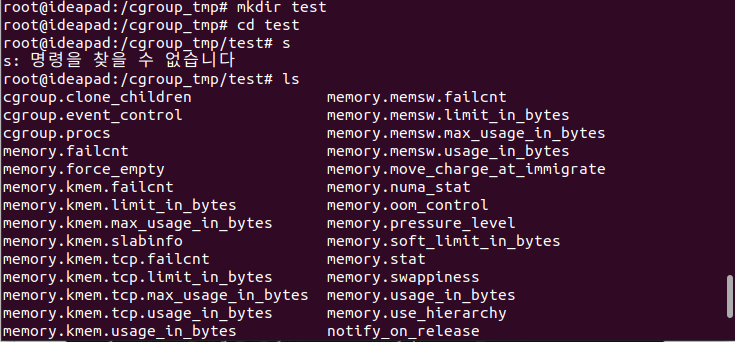 root@ideapad:/cgroup_tmp# mkdir test
root@ideapad:/cgroup_tmp# cd test
root@ideapad:/cgroup_tmp/test# s
s: 명령을 찾을 수 없습니다
root@ideapad:/cgroup_tmp/test# ls
cgroup.clone_children memory.memsw.failcnt
cgroup.event_control memory.memsw.limit_in_bytes
cgroup.procs memory.memsw.max_usage_in_bytes
memory.failcnt memory.memsw.usage_in_bytes
memory.force_empty memory.move_charge_at_immigrate
memory.kmem.failcnt memory.numa_stat
memory.kmem.limit_in_bytes memory.oom_control
memory.kmem.max_usage_in_bytes memory.pressure_level
memory.kmem.slabinfo memory.soft_limit_in_bytes
memory.kmem.tcp.failcnt memory.stat
memory.kmem.tcp.limit_in_bytes memory.swappiness
memory.kmem.tcp.max_usage_in_bytes memory.usage_in_bytes
memory.kmem.tcp.usage_in_bytes memory.use_hierarchy
memory.kmem.usage_in_bytes notify_on_release